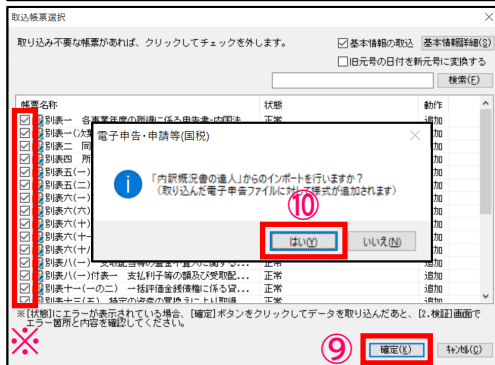 取込帳票選択
取り込み不要な帳票があれば、クリックしてチェックを外します。
基本情報の取込 基本情報詳細(S)
旧元号の日付を新元号に変換する
検索(F)
帳票名称 状態 動作
別表一 各事業年度の所得に係る申告書-内国法... 正常 追加
別表一(次
別表二 同
別表四 所
別表五(一)
別表五(二)
別表六(一)
別表六(六)
別表六(十
別表六(十
別表六(十
別表八(一)
別表八(一)付表一 支払利子等の額及び受取配... 正常 追加
別表十一(一の二) 一括評価金銭債権に係る貸... 正常 追加
電子申告・申請等(国税)
「内訳概況書の達人」からのインポートを行いますか?
(取り込んだ電子申告ファイルに対して様式が追加されます)
⑩
はい(Y) いいえ(N)
※[状態]にエラーが表示されている場合、[確定]ボタンをクリックしてデータを取り込んだあと、[2.検証]画面で
エラー箇所と内容を確認してください。
※
⑨ 確定(K) キャンセル(C)